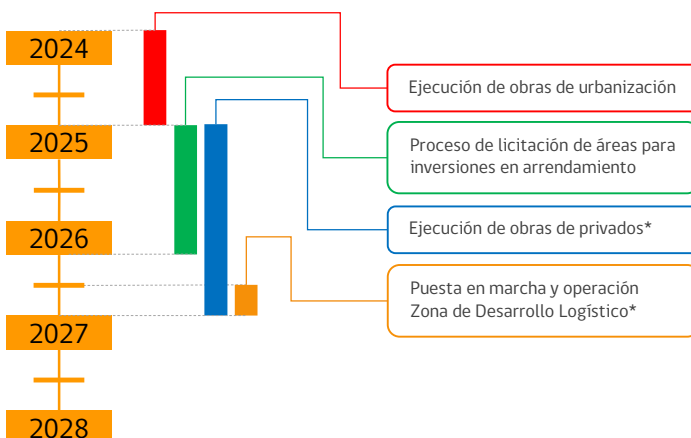 2024
2025
2026
2027
2028
Ejecución de obras de urbanización
Proceso de licitación de áreas para
inversiones en arrendamiento
Ejecución de obras de privados*
Puesta en marcha y operación
Zona de Desarrollo Logístico*